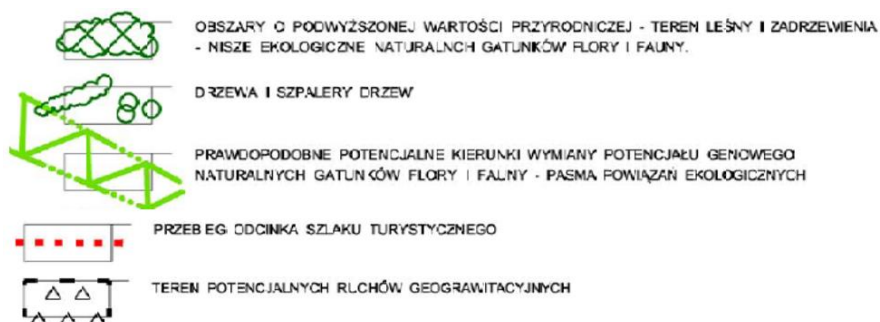 OBSZARY O PODWYŻSZONEJ WARTOŚCI PRZYRODNICZEJ - TEREN LEŚNY I ZADRZEWIENIA
- NISZE EKOLOGICZNE NATURALNCH GATUNKÓW FLORY I FAUNY.
DRZEWA I SZPALERY DRZEW
PRAWDOPODOBNE POTENCJALNE KIERUNKI WYMIANY POTENCJAŁU GENOWEGO
NATURALNYCH GATUNKÓW FLORY I FAUNY - PASMA POWIĄZAŃ EKOLOGICZNYCH
PRZEBIEG ODCINKA SZLAKU TURYSTYCZNEGO
TEREN POTENCJALNYCH RUCHÓW GEOGRAWITACYJNYCH